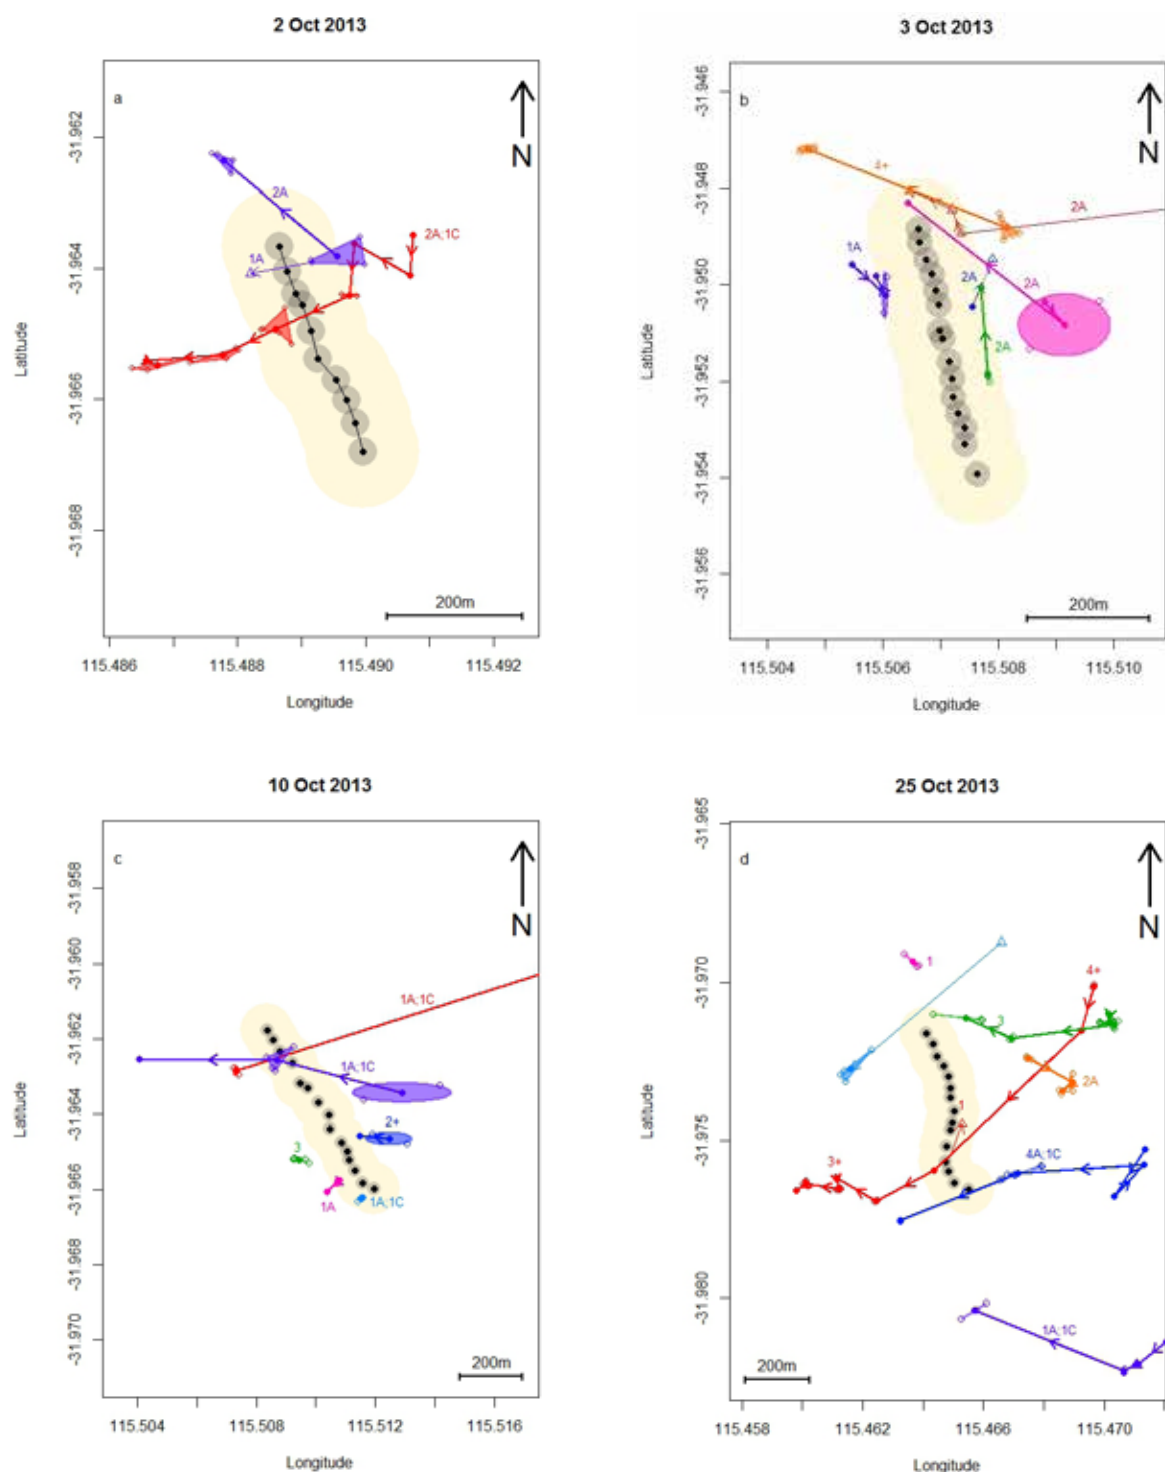 2 Oct 2013
a
N
2A
2A;1C
1A
200m
-31.962
-31.964
-31.966
-31.968
Latitude
115.486
115.488
115.490
115.492
Longitude
3 Oct 2013
b
N
4+
2A
1A
2A
2A
2A
200m
-31.946
-31.948
-31.950
-31.952
-31.954
-31.956
Latitude
115.504
115.506
115.508
115.510
Longitude
10 Oct 2013
c
N
1A;1C
1A;1C
2+
3
1A
1A;1C
200m
-31.958
-31.960
-31.962
-31.964
-31.966
-31.968
-31.970
Latitude
115.504
115.508
115.512
115.516
Longitude
25 Oct 2013
d
N
1
4+
3
2A
1
3+
4A;1C
1A;1C
200m
-31.965
-31.970
-31.975
-31.980
Latitude
115.458
115.462
115.466
115.470
Longitude